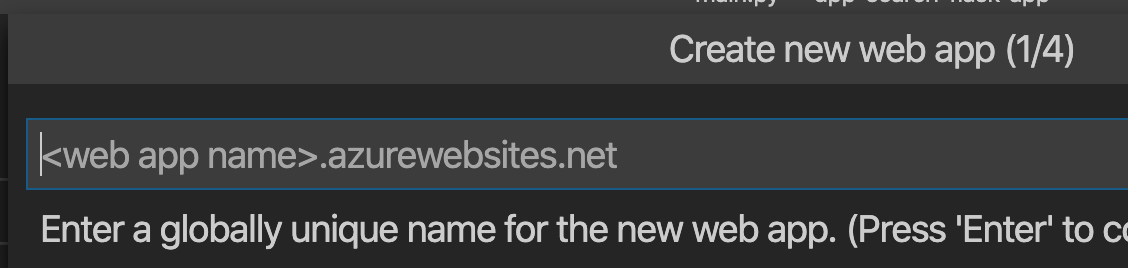 Create new web app (1/4)
<web app name>.azurewebsites.net
Enter a globally unique name for the new web app. (Press 'Enter' to